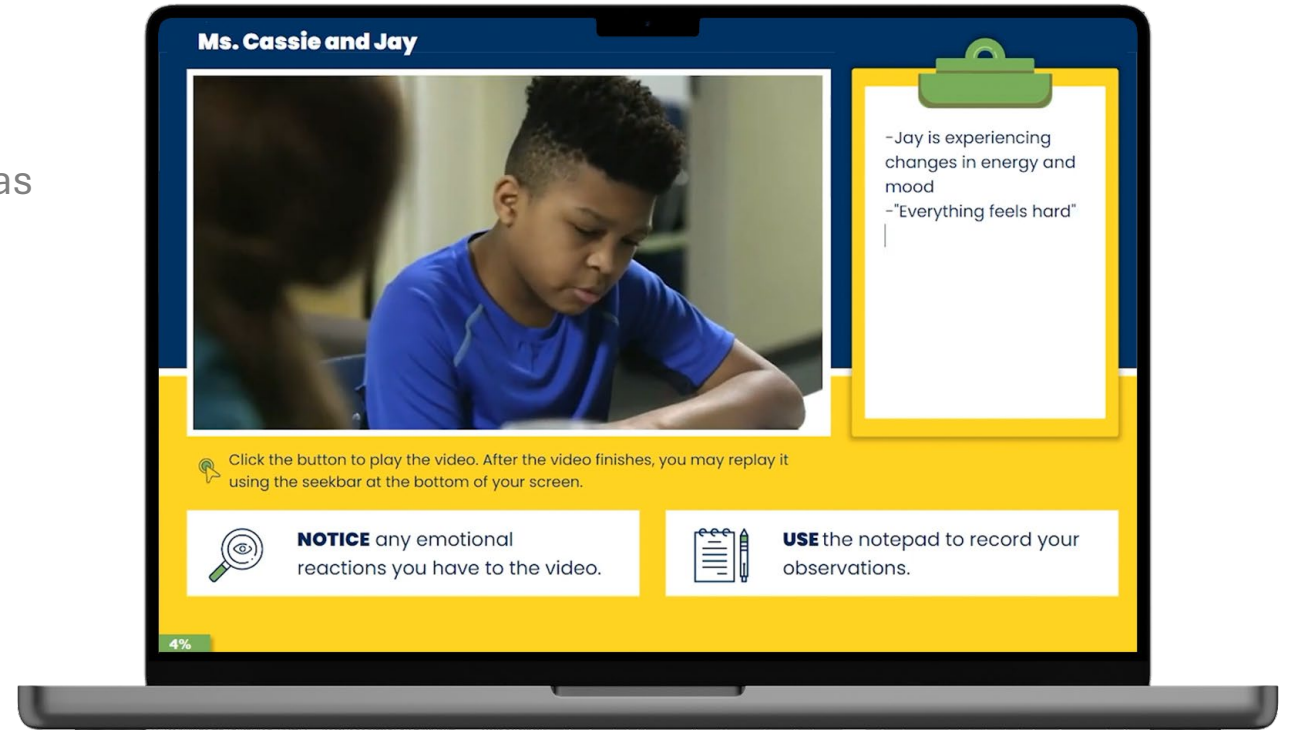 Ms. Cassie and Jay
as
-Jay is experiencing
changes in energy and
mood
-"Everything feels hard"
Click the button to play the video. After the video finishes, you may replay it
using the seekbar at the bottom of your screen.
NOTICE any emotional
reactions you have to the video.
USE the notepad to record your
observations.
4%